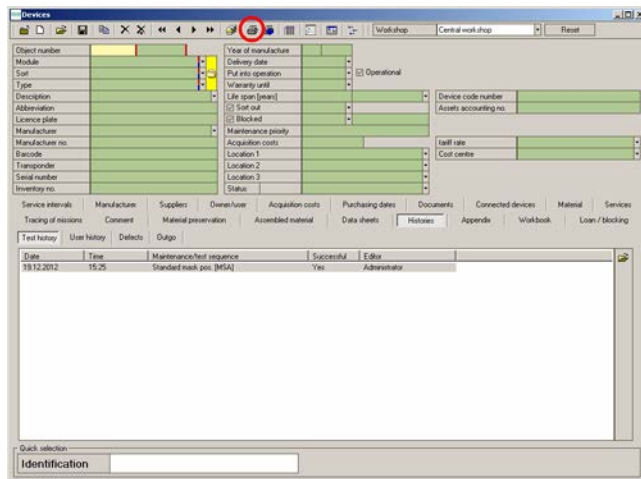 Devices
Workshop Central workshop Reset
Object number Year of manufacture
Module Delivery date
Sort Put into operation Operational
Type Warranty until
Description Life span [years] Device code number
Abbreviation Sort out Assets accounting no.
Licence plate Blocked
Manufacturer Maintenance priority
Manufacturer no. Acquisition costs tariff rate
Barcode Location 1 Cost centre
Transponder Location 2
Serial number Location 3
Inventory no. Status
Service intervals Manufacturer Suppliers Owner/user Acquisition costs Purchasing dates Documents Connected devices Material Services
Tracing of missions Comment Material preservation Assembled material Data sheets Histories Appendix Workbook Loan / blocking
Test history User history Defects Outgo
Date Time Maintenance/test sequence Successful Editor
19.12.2012 15:25 Standard mask pos. [MSA] Yes Administrator
Quick selection
Identification